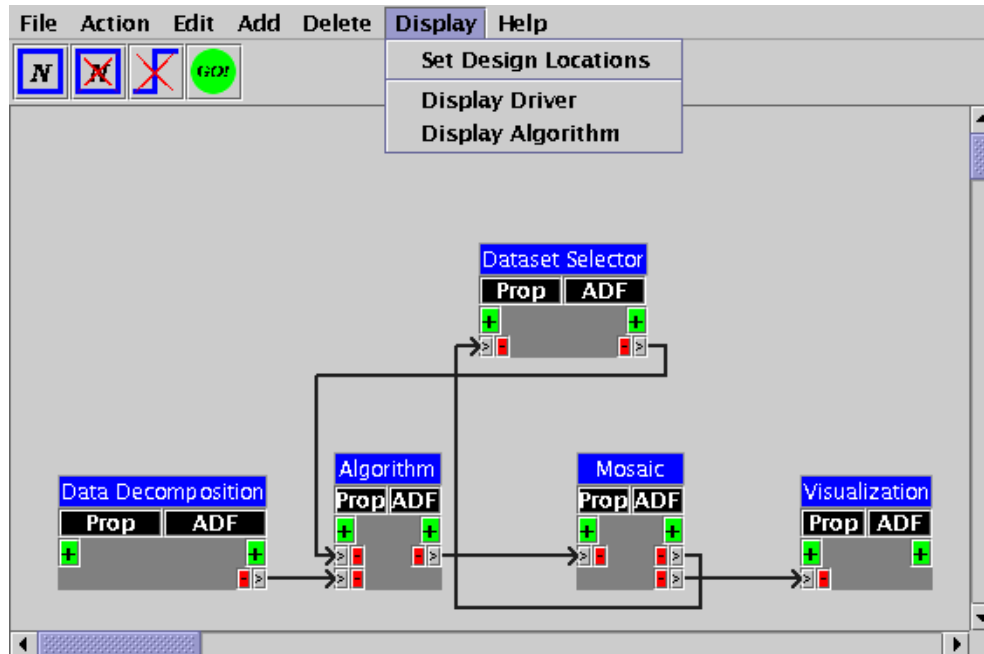 File Action Edit Add Delete Display Help
N N GO!
Set Design Locations
Display Driver
Display Algorithm
Dataset Selector
Prop ADF
+ +
> - - >
Algorithm
Prop ADF
+ +
> - - >
> -
Mosaic
Prop ADF
+ +
> - - >
- >
Data Decomposition
Prop ADF
+ +
- >
Visualization
Prop ADF
+ +
> -